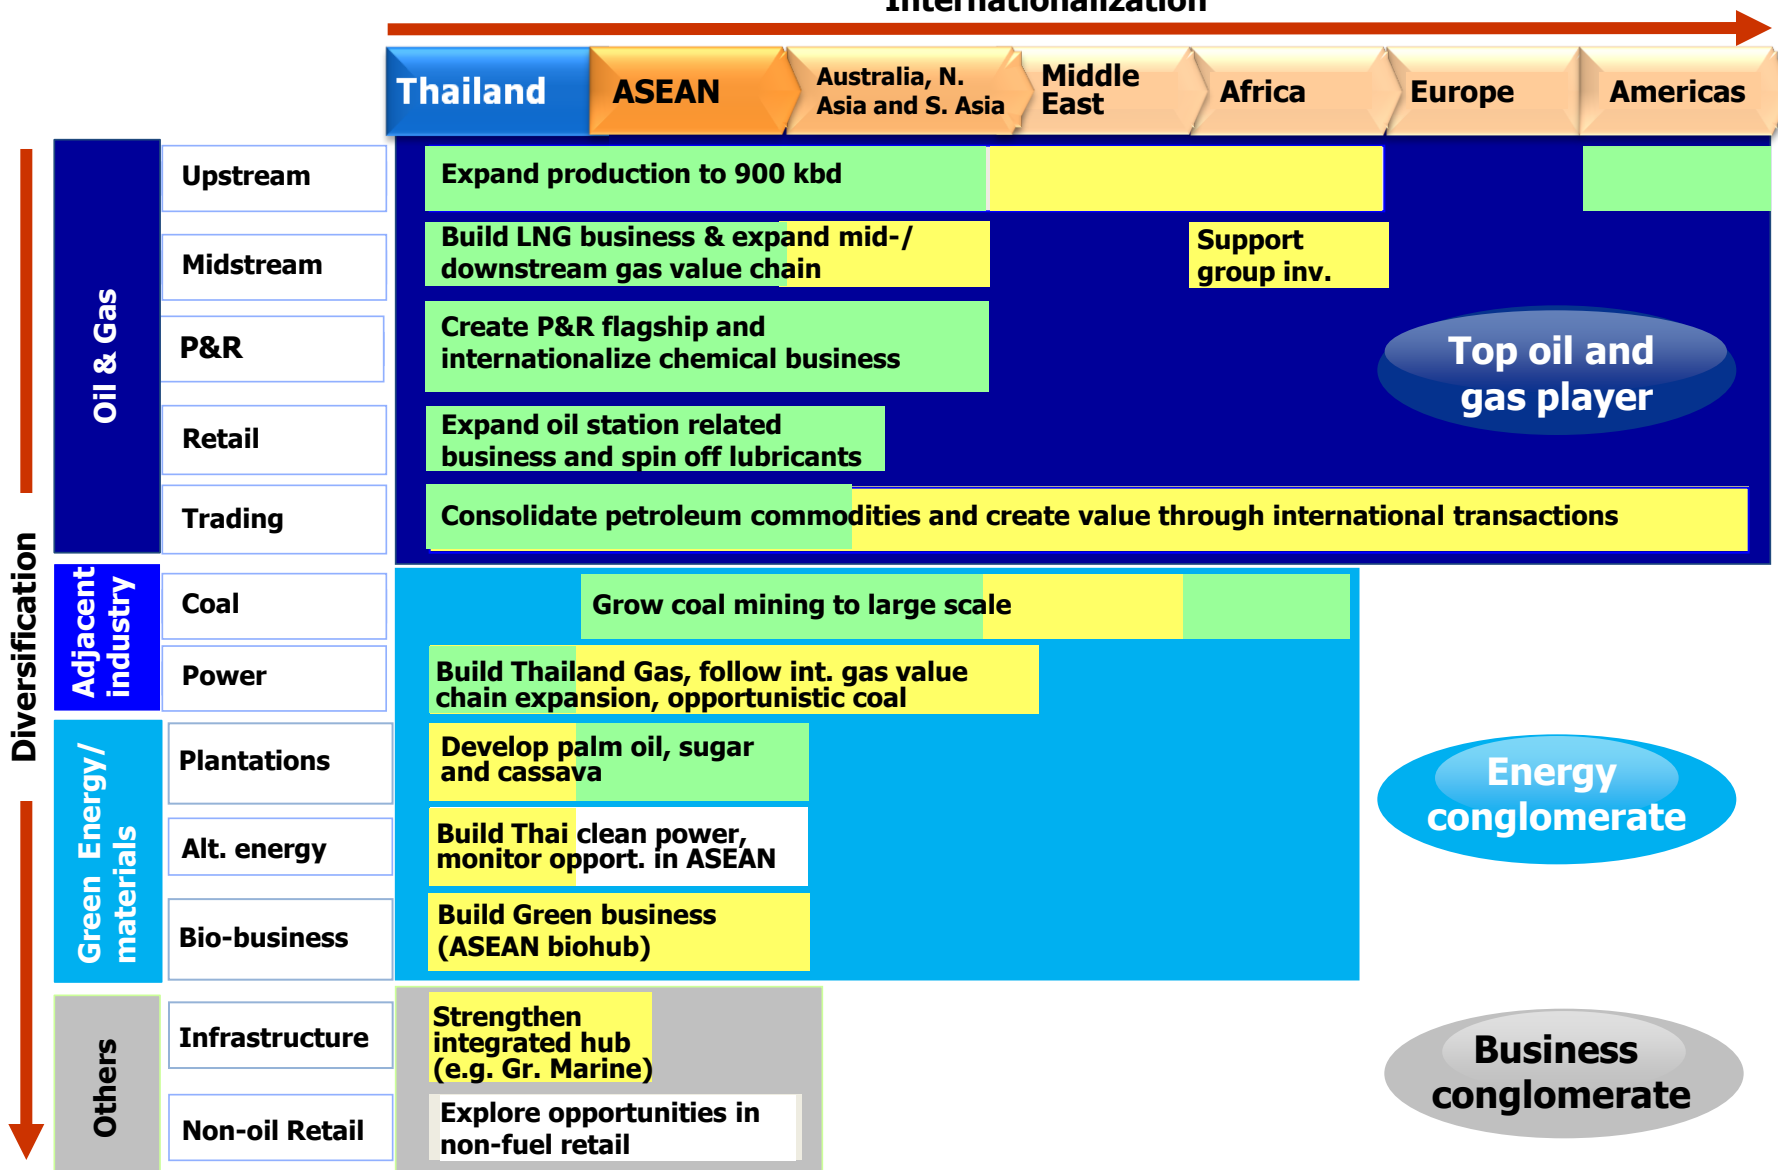 Internationalization
Thailand
ASEAN
Australia, N.
Asia and S. Asia
Middle
East
Africa
Europe
Americas
Diversification
Oil & Gas
Upstream
Expand production to 900 kbd
Midstream
Build LNG business & expand mid-/
downstream gas value chain
Support
group inv.
P&R
Create P&R flagship and
internationalize chemical business
Top oil and
gas player
Retail
Expand oil station related
business and spin off lubricants
Trading
Consolidate petroleum commodities and create value through international transactions
Adjacent
industry
Coal
Grow coal mining to large scale
Power
Build Thailand Gas, follow int. gas value
chain expansion, opportunistic coal
Green Energy/
materials
Plantations
Develop palm oil, sugar
and cassava
Energy
conglomerate
Alt. energy
Build Thai clean power,
monitor opport. in ASEAN
Bio-business
Build Green business
(ASEAN biohub)
Others
Infrastructure
Strengthen
integrated hub
(e.g. Gr. Marine)
Business
conglomerate
Non-oil Retail
Explore opportunities in
non-fuel retail